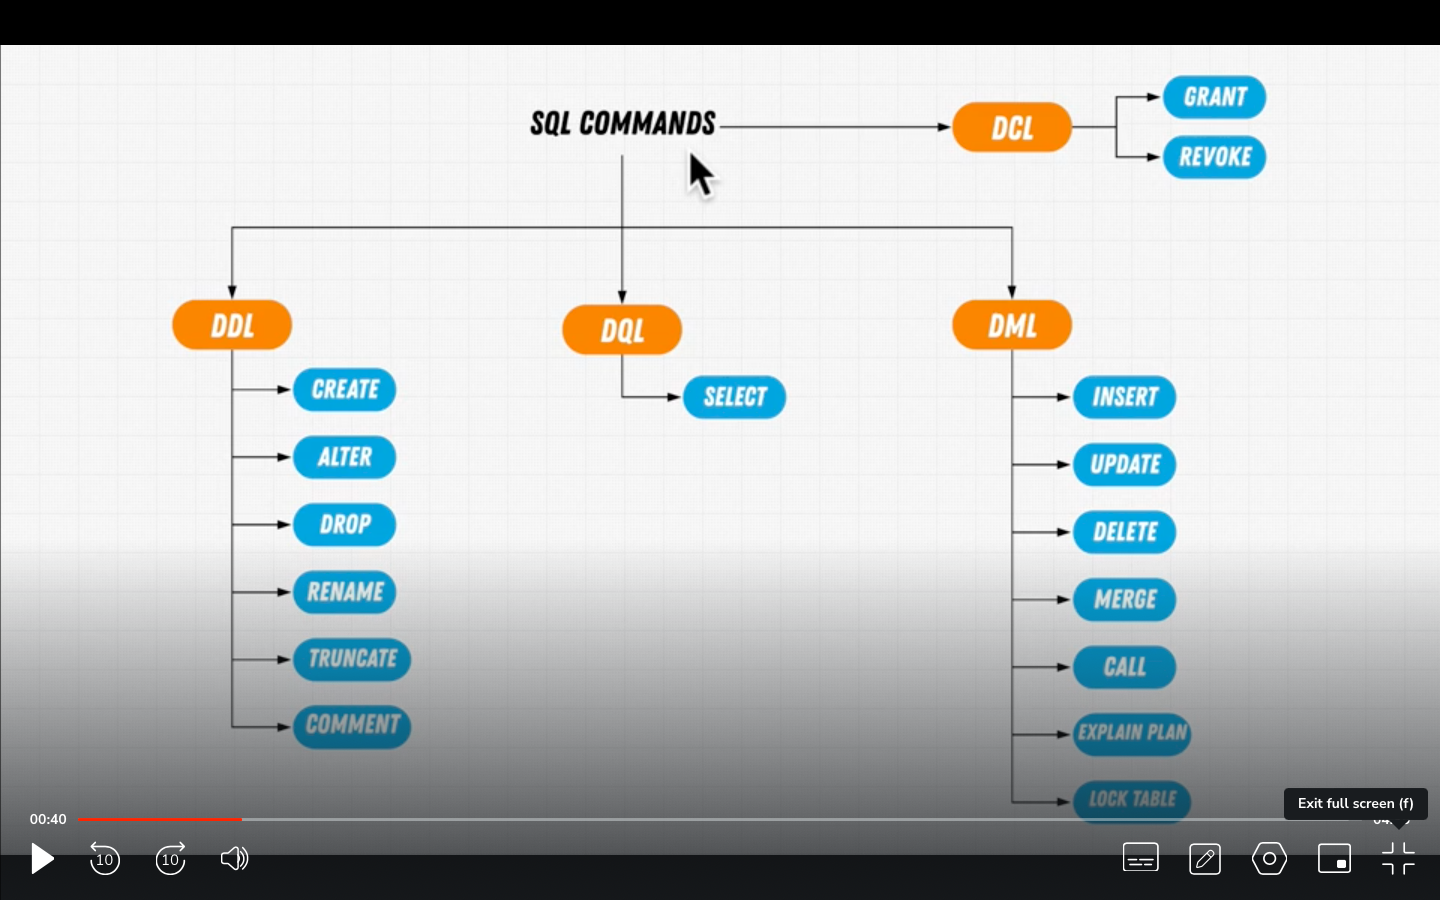 SQL COMMANDS
DCL
GRANT
REVOKE
DDL
CREATE
ALTER
DROP
RENAME
TRUNCATE
COMMENT
DQL
SELECT
DML
INSERT
UPDATE
DELETE
MERGE
CALL
EXPLAIN PLAN
LOCK TABLE
Exit full screen (f)
00:40
10
10